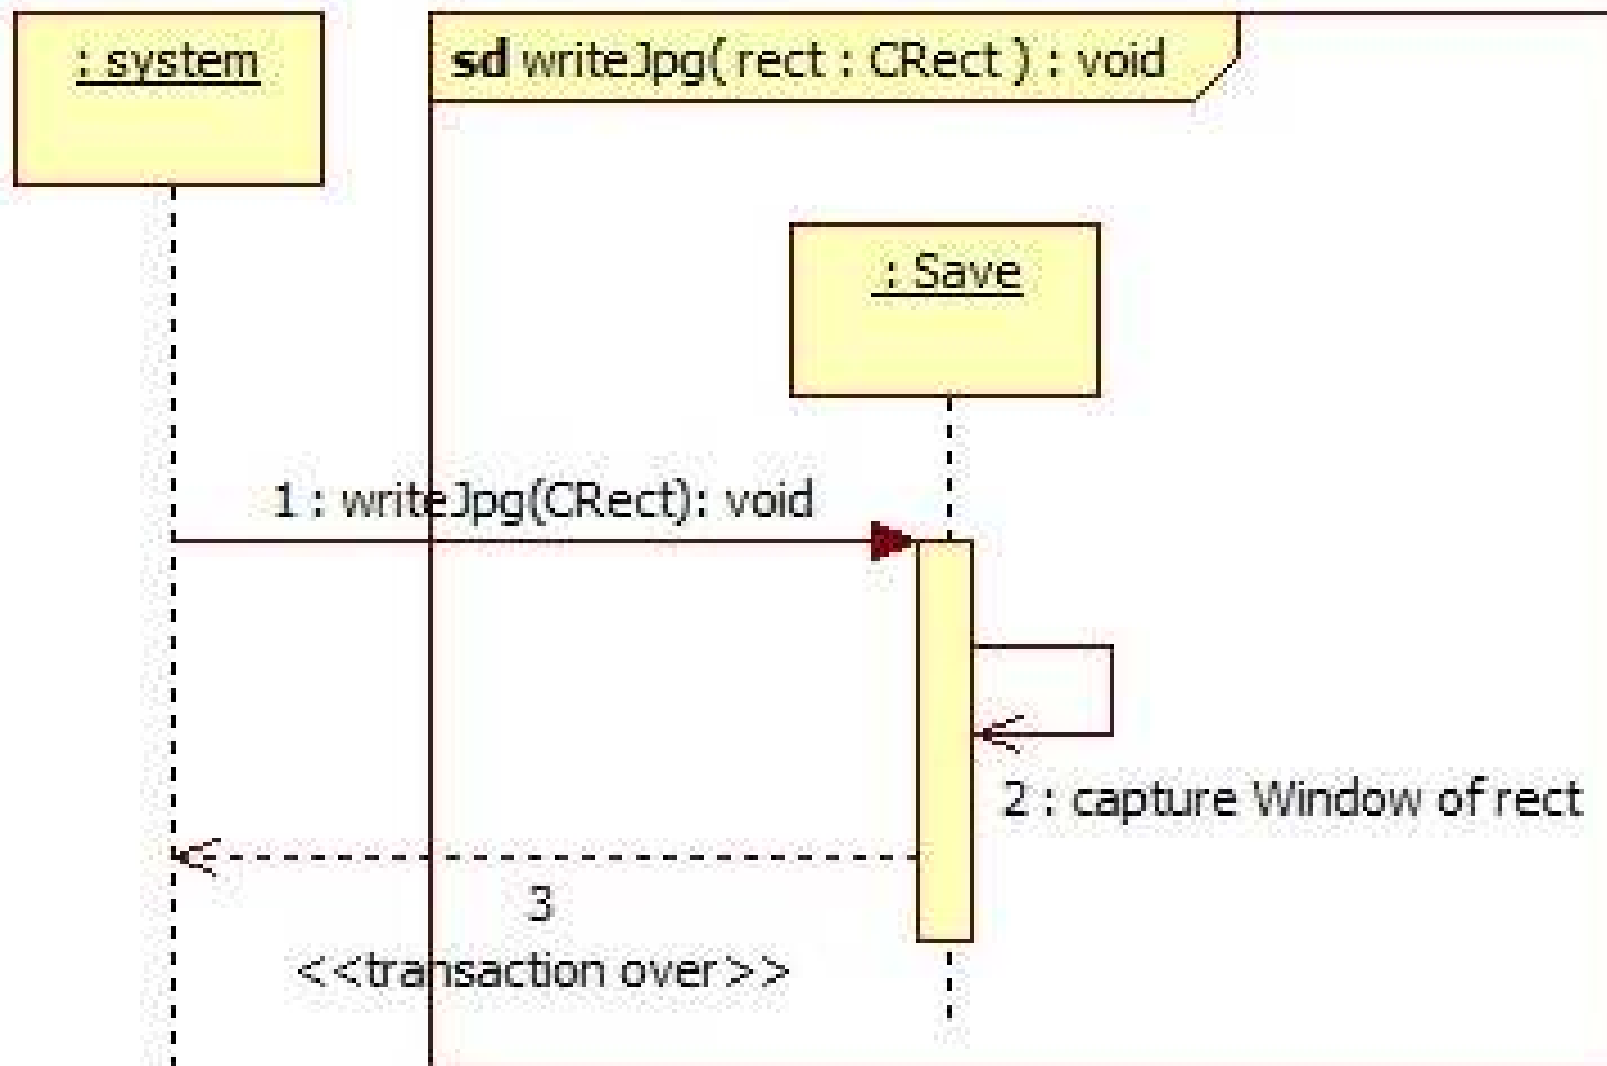 : system
sd writeJpg( rect : CRect ) : void
: Save
1 : writeJpg(CRect): void
2 : capture Window of rect
3
<<transaction over>>